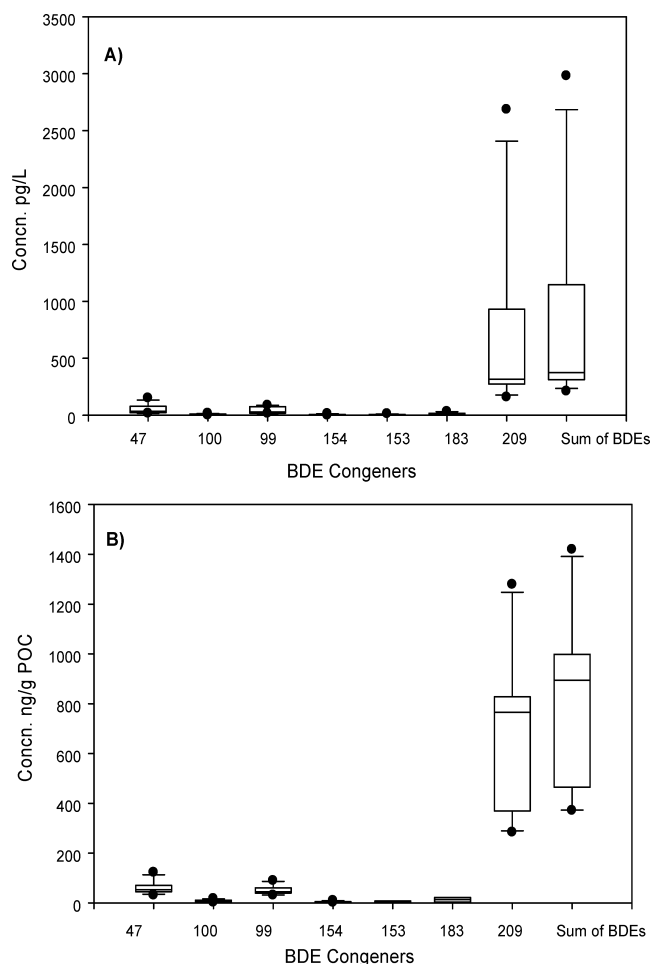 A)
Concn. pg/L
3500
3000
2500
2000
1500
1000
500
0
47 100 99 154 153 183 209 Sum of BDEs
BDE Congeners
B)
Concn. ng/g POC
1600
1400
1200
1000
800
600
400
200
0
47 100 99 154 153 183 209 Sum of BDEs
BDE Congeners